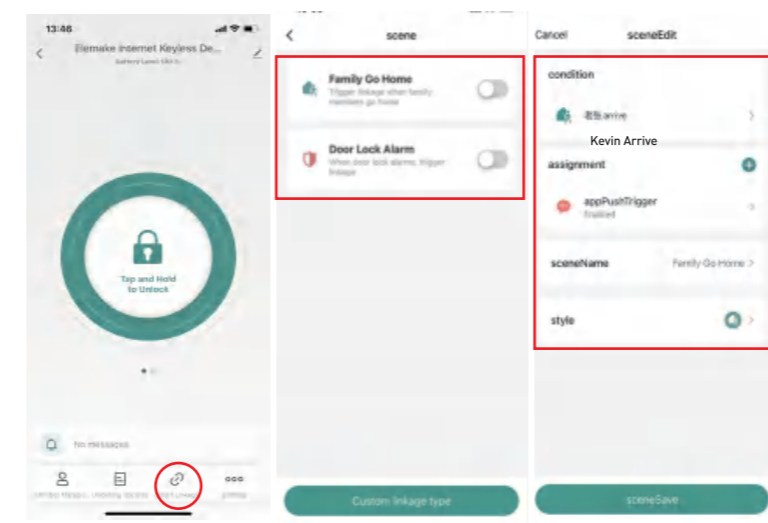 13:46
Elemake Internet Keyless De...
Tap and Hold
to Unlock
No messages
scene
Family Go Home
Trigger linkage when family
members go home
Door Lock Alarm
When door lock alarms, trigger
linkage
Custom linkage type
Cancel
sceneEdit
condition
arrive
Kevin Arrive
assignment
appPushTrigger
Enabled
sceneName
Family Go Home
style
sceneSave